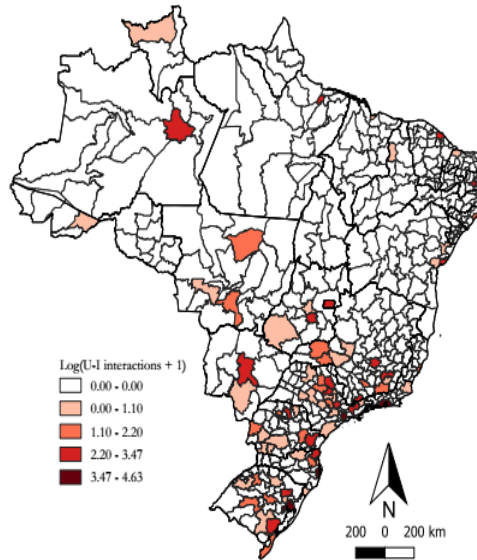 Log(U-I interactions + 1)
0.00 - 0.00
0.00 - 1.10
1.10 - 2.20
2.20 - 3.47
3.47 - 4.63
N
200 0 200 km